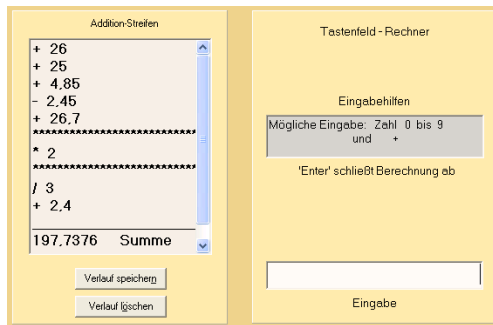 Addition-Streifen
+ 26
+ 25
+ 4,85
- 2,45
+ 26,7
****************************
* 2
****************************
/ 3
+ 2,4
197,7376 Summe
Verlauf speichern
Verlauf löschen
Tastenfeld - Rechner
Eingabehilfen
Mögliche Eingabe: Zahl 0 bis 9
und +
'Enter' schließt Berechnung ab
Eingabe